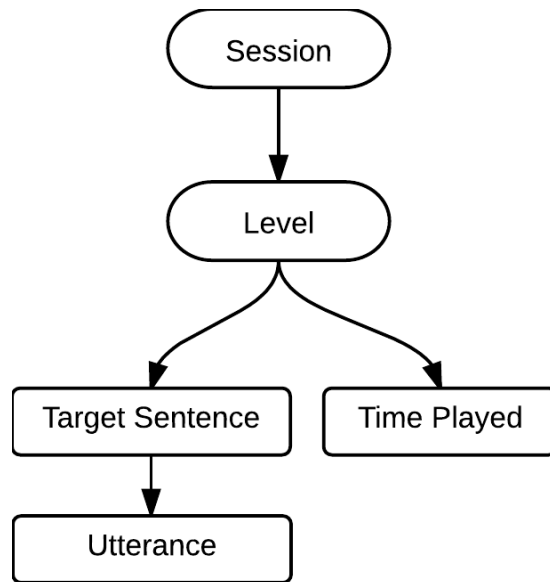 Session
Level
Target Sentence
Time Played
Utterance